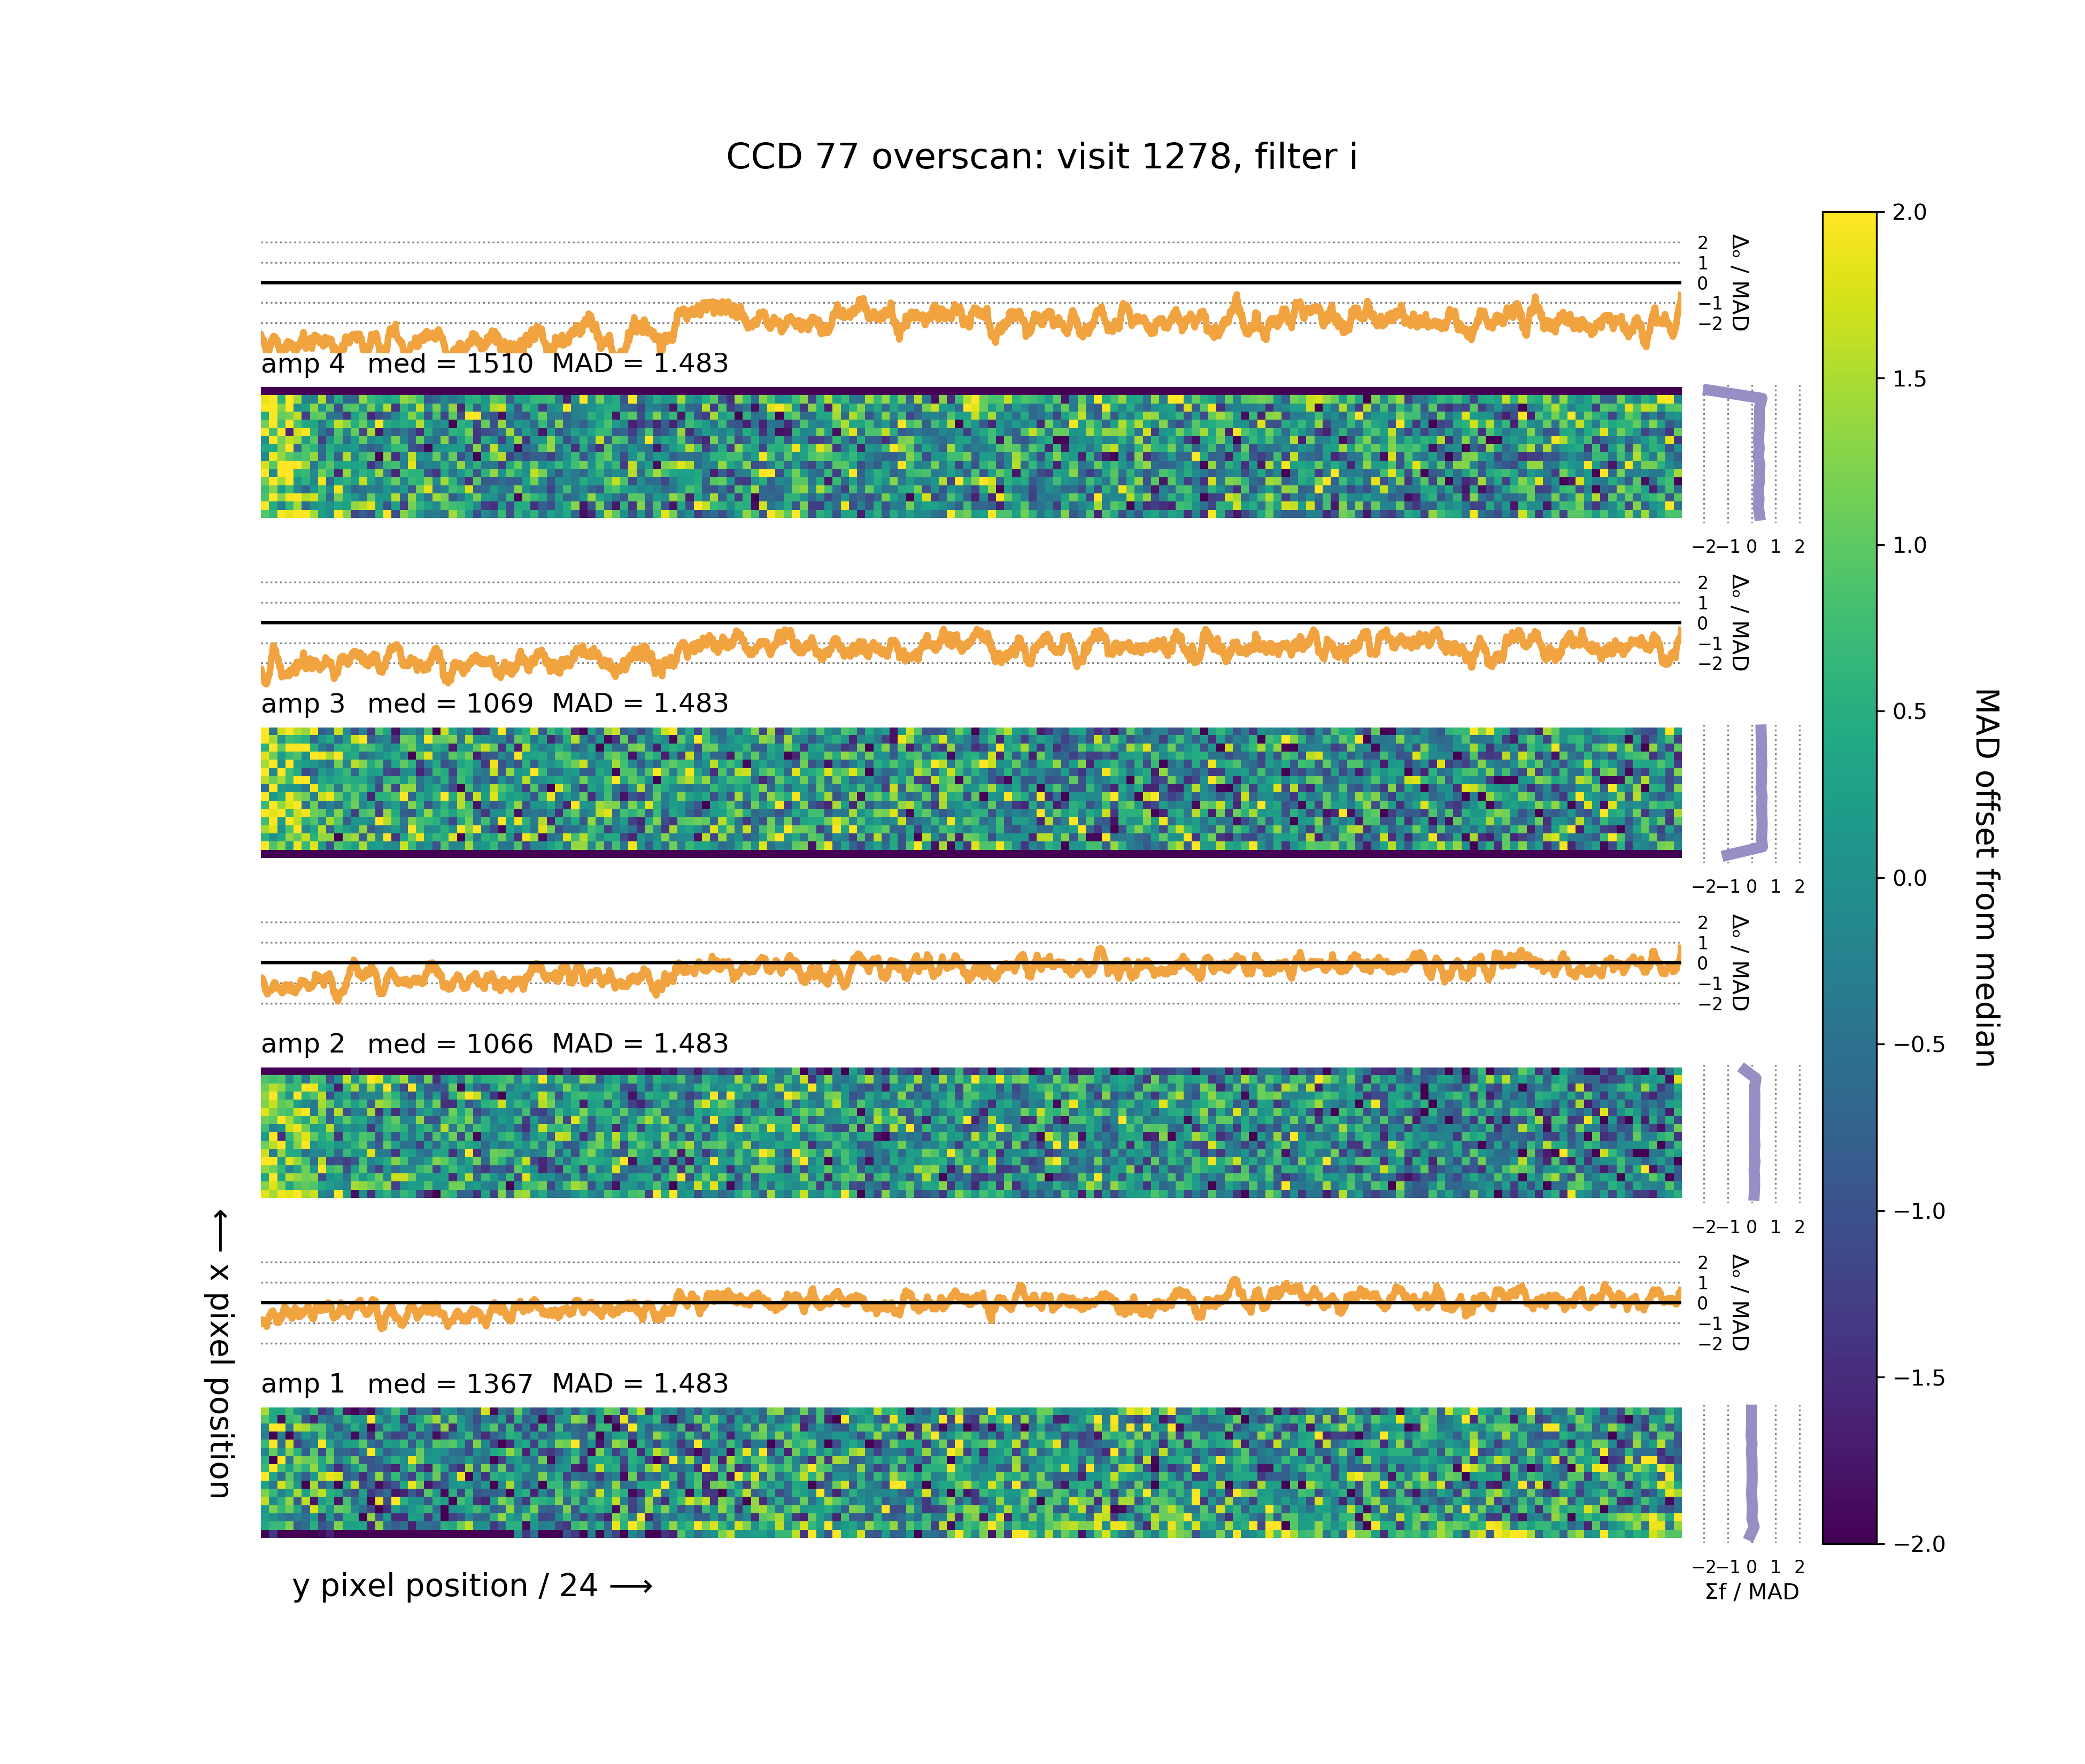 CCD 77 overscan: visit 1278, filter i
2
1
0
−1
−2
Δₒ / MAD
amp 4 med = 1510 MAD = 1.483
−2 −1 0 1 2
2
1
0
−1
−2
Δₒ / MAD
amp 3 med = 1069 MAD = 1.483
−2 −1 0 1 2
2
1
0
−1
−2
Δₒ / MAD
amp 2 med = 1066 MAD = 1.483
−2 −1 0 1 2
2
1
0
−1
−2
Δₒ / MAD
amp 1 med = 1367 MAD = 1.483
−2 −1 0 1 2
Σf / MAD
⟵ x pixel position
y pixel position / 24 ⟶
2.0
1.5
1.0
0.5
0.0
−0.5
−1.0
−1.5
−2.0
MAD offset from median